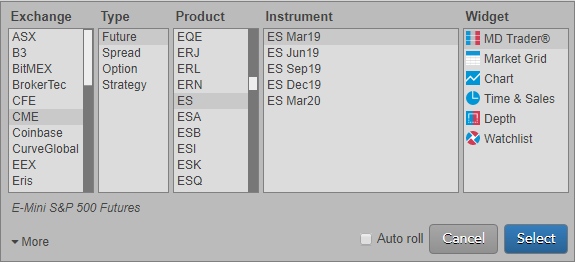 Exchange
ASX
B3
BitMEX
BrokerTec
CFE
CME
Coinbase
CurveGlobal
EEX
Eris
Type
Future
Spread
Option
Strategy
Product
EQE
ERJ
ERL
ERN
ES
ESA
ESB
ESI
ESK
ESQ
Instrument
ES Mar19
ES Jun19
ES Sep19
ES Dec19
ES Mar20
Widget
MD Trader®
Market Grid
Chart
Time & Sales
Depth
Watchlist
E-Mini S&P 500 Futures
More
Auto roll
Cancel
Select